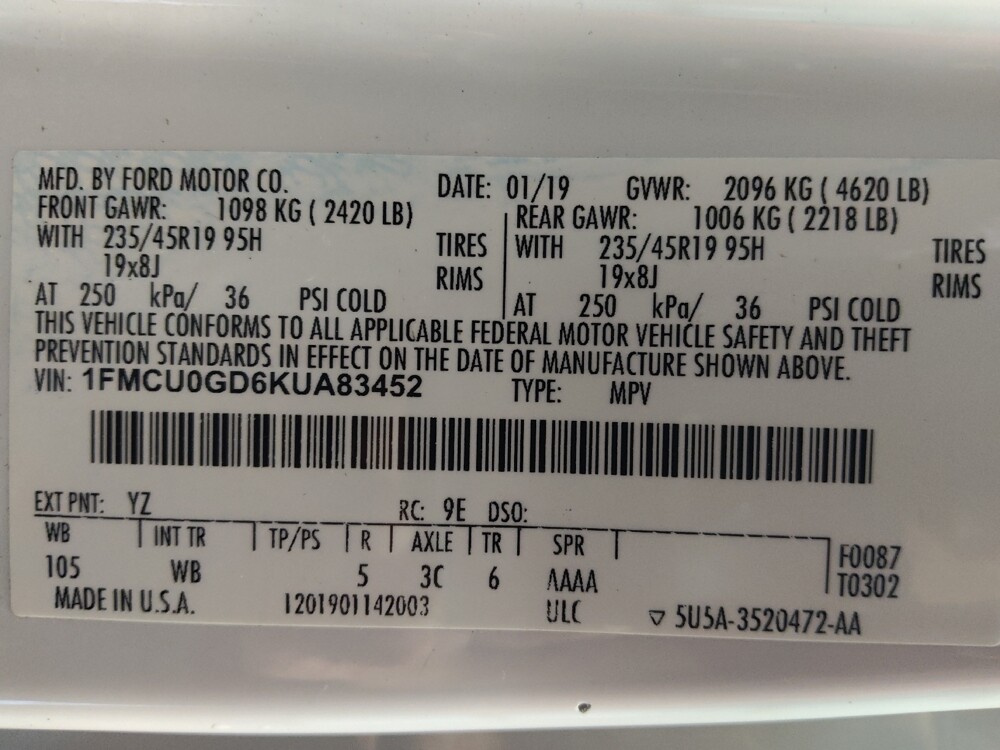 MFD. BY FORD MOTOR CO. DATE: 01/19 GVWR: 2096 KG ( 4620 LB)
FRONT GAWR: 1098 KG ( 2420 LB) REAR GAWR: 1006 KG ( 2218 LB)
WITH 235/45R19 95H TIRES WITH 235/45R19 95H TIRES
19x8J RIMS 19x8J RIMS
AT 250 kPa/ 36 PSI COLD AT 250 kPa/ 36 PSI COLD
THIS VEHICLE CONFORMS TO ALL APPLICABLE FEDERAL MOTOR VEHICLE SAFETY AND THEFT
PREVENTION STANDARDS IN EFFECT ON THE DATE OF MANUFACTURE SHOWN ABOVE.
VIN: 1FMCU0GD6KUA83452 TYPE: MPV
EXT PNT: YZ RC: 9E DSO:
WB INT TR TP/PS R AXLE TR SPR F0087
105 WB 5 3C 6 AAAA T0302
MADE IN U.S.A. 1201901142003 ULC ▽ 5U5A-3520472-AA